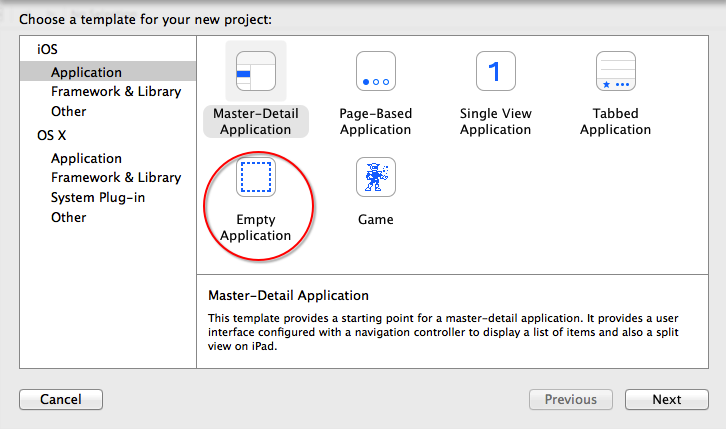 Choose a template for your new project:
iOS
Application
Framework & Library
Other
OS X
Application
Framework & Library
System Plug-in
Other
Master-Detail
Application
Page-Based
Application
1
Single View
Application
Tabbed
Application
Empty
Application
Game
Master-Detail Application
This template provides a starting point for a master-detail application. It provides a user
interface configured with a navigation controller to display a list of items and also a split
view on iPad.
Cancel
Previous
Next